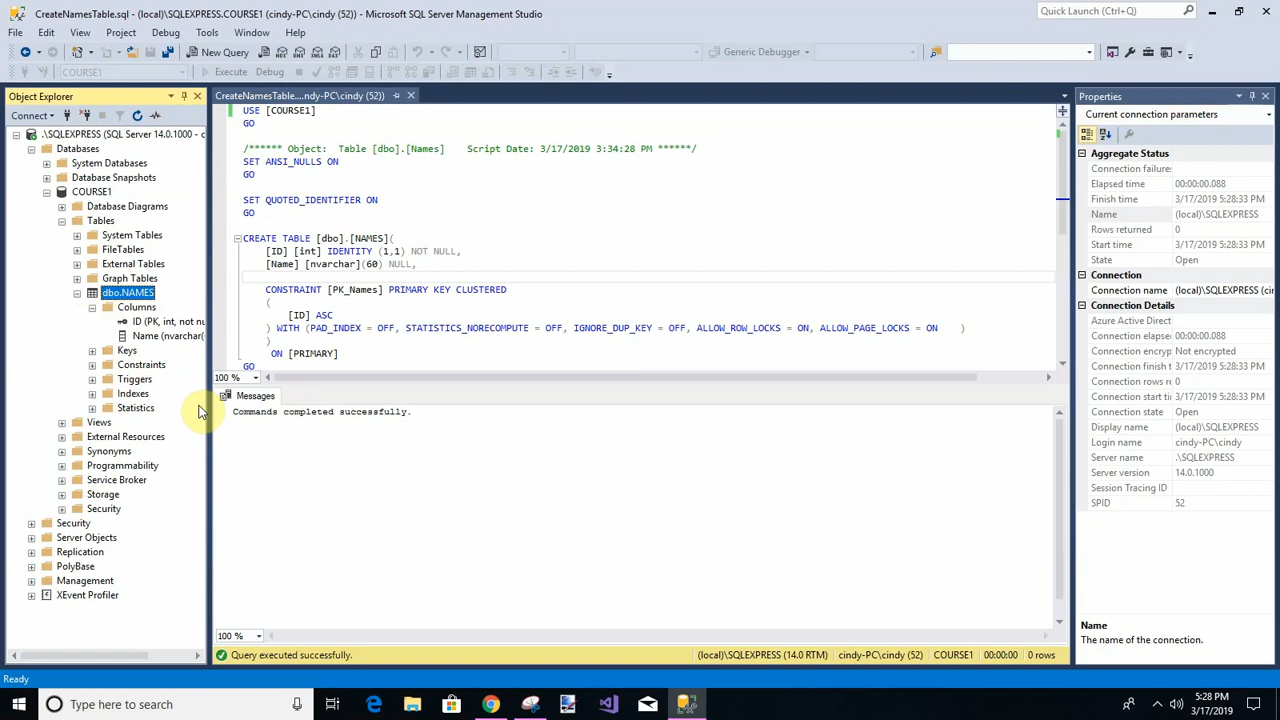 CreateNamesTable.sql - (local)\SQLEXPRESS.COURSE1 (cindy-PC\cindy (52)) - Microsoft SQL Server Management Studio
Quick Launch (Ctrl+Q)
File Edit View Project Debug Tools Window Help
New Query
Generic Debugger
COURSE1
Execute Debug
Object Explorer
Connect
.\SQLEXPRESS (SQL Server 14.0.1000 - c
Databases
System Databases
Database Snapshots
COURSE1
Database Diagrams
Tables
System Tables
FileTables
External Tables
Graph Tables
dbo.NAMES
Columns
ID (PK, int, not nu
Name (nvarchar(
Keys
Constraints
Triggers
Indexes
Statistics
Views
External Resources
Synonyms
Programmability
Service Broker
Storage
Security
Security
Server Objects
Replication
PolyBase
Management
XEvent Profiler
CreateNamesTable....ndy-PC\cindy (52))
USE [COURSE1]
GO
/****** Object: Table [dbo].[Names] Script Date: 3/17/2019 3:34:28 PM ******/
SET ANSI_NULLS ON
GO
SET QUOTED_IDENTIFIER ON
GO
CREATE TABLE [dbo].[NAMES](
[ID] [int] IDENTITY (1,1) NOT NULL,
[Name] [nvarchar](60) NULL,
CONSTRAINT [PK_Names] PRIMARY KEY CLUSTERED
(
[ID] ASC
) WITH (PAD_INDEX = OFF, STATISTICS_NORECOMPUTE = OFF, IGNORE_DUP_KEY = OFF, ALLOW_ROW_LOCKS = ON, ALLOW_PAGE_LOCKS = ON )
)
ON [PRIMARY]
GO
100 %
Messages
Commands completed successfully.
100 %
Query executed successfully.
(local)\SQLEXPRESS (14.0 RTM) cindy-PC\cindy (52) COURSE1 00:00:00 0 rows
Properties
Current connection parameters
Aggregate Status
Connection failures
Elapsed time 00:00:00.088
Finish time 3/17/2019 5:28:33 PM
Name (local)\SQLEXPRESS
Rows returned 0
Start time 3/17/2019 5:28:33 PM
State Open
Connection
Connection name (local)\SQLEXPRESS (ci
Connection Details
Azure Active Direct
Connection elapse 00:00:00.088
Connection encryp Not encrypted
Connection finish t 3/17/2019 5:28:33 PM
Connection rows re 0
Connection start tir 3/17/2019 5:28:33 PM
Connection state Open
Display name (local)\SQLEXPRESS
Login name cindy-PC\cindy
Server name .\SQLEXPRESS
Server version 14.0.1000
Session Tracing ID
SPID 52
Name
The name of the connection.
Ready
Type here to search
5:28 PM
3/17/2019